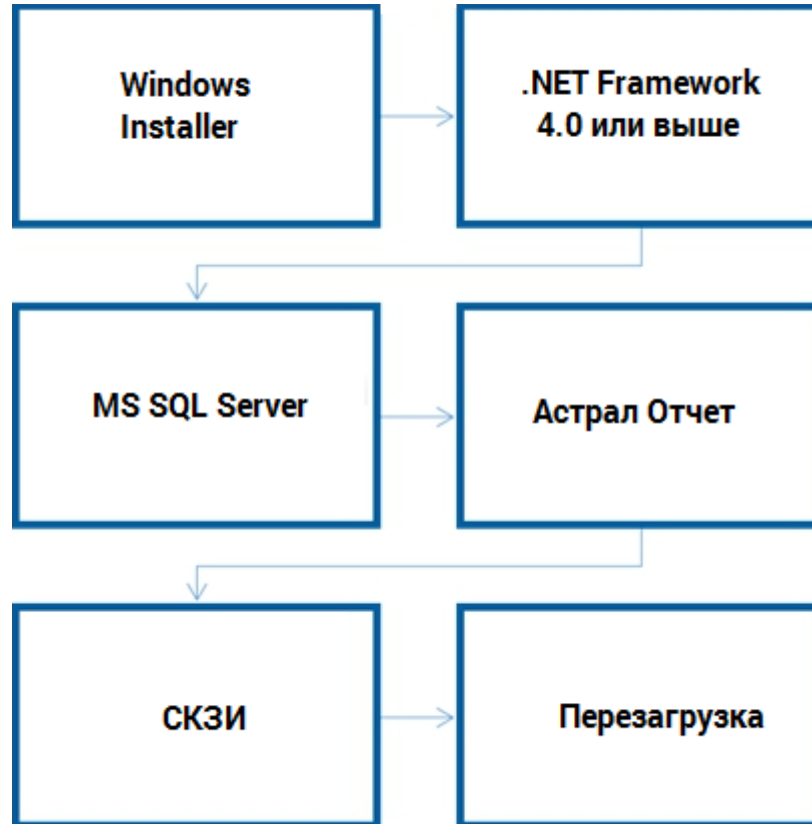 Windows
Installer
.NET Framework
4.0 или выше
MS SQL Server
Астрал Отчет
СКЗИ
Перезагрузка